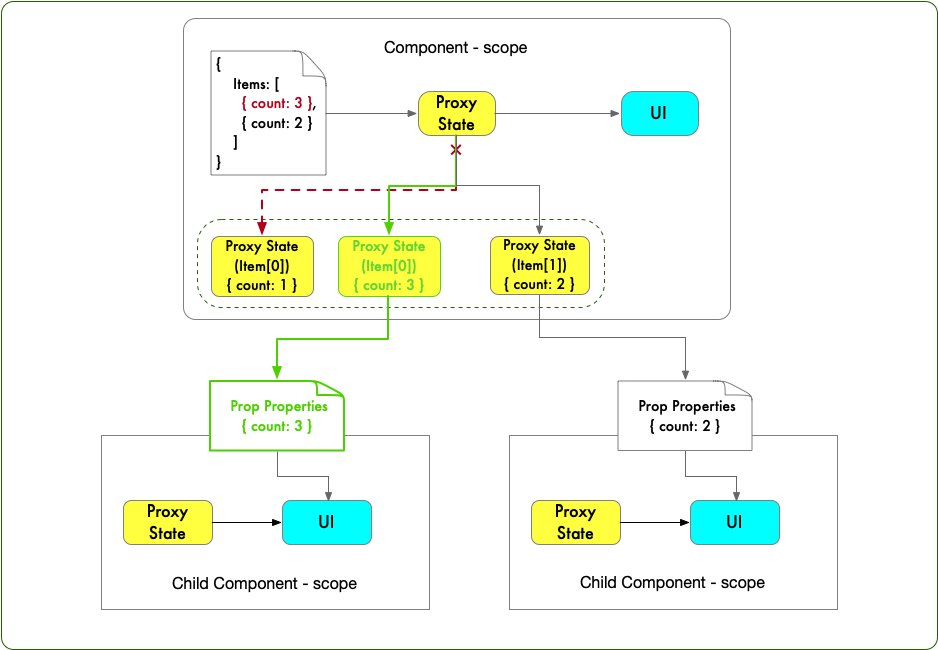 Component - scope
{
Items: [
{ count: 3 },
{ count: 2 }
]
}
Proxy
State
UI
Proxy State
(Item[0])
{ count: 1 }
Proxy State
(Item[0])
{ count: 3 }
Proxy State
(Item[1])
{ count: 2 }
Prop Properties
{ count: 3 }
Prop Properties
{ count: 2 }
Proxy
State
UI
Child Component - scope
Proxy
State
UI
Child Component - scope